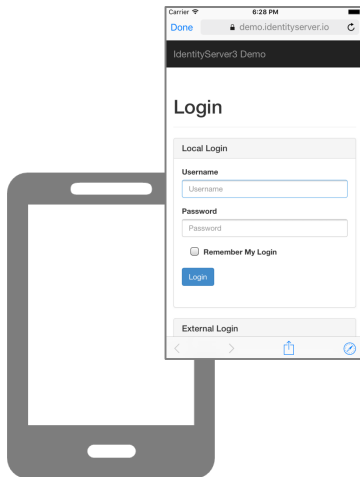 Carrier 6:28 PM
Done demo.identityserver.io
IdentityServer3 Demo
Login
Local Login
Username
Username
Password
Password
Remember My Login
Login
External Login